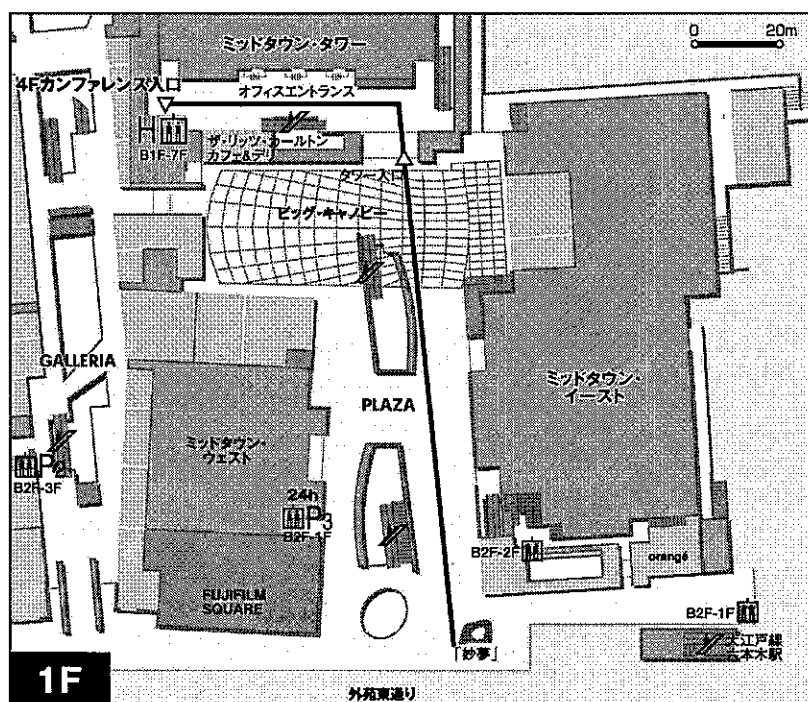 0 20m
ミッドタウン・タワー
4Fカンファレンス入口
オフィスエントランス
H
B1F-7F
ザ・リッツ・カールトン
カフェ&デリ
タワー入口
ビッグ・キャノピー
GALLERIA
PLAZA
ミッドタウン・
イースト
ミッドタウン・
ウェスト
P2
B2F-3F
24h
P3
B2F-1F
B2F-2F
orangé
FUJIFILM
SQUARE
B2F-1F
大江戸線
六本木駅
「妙夢」
1F
外苑東通り